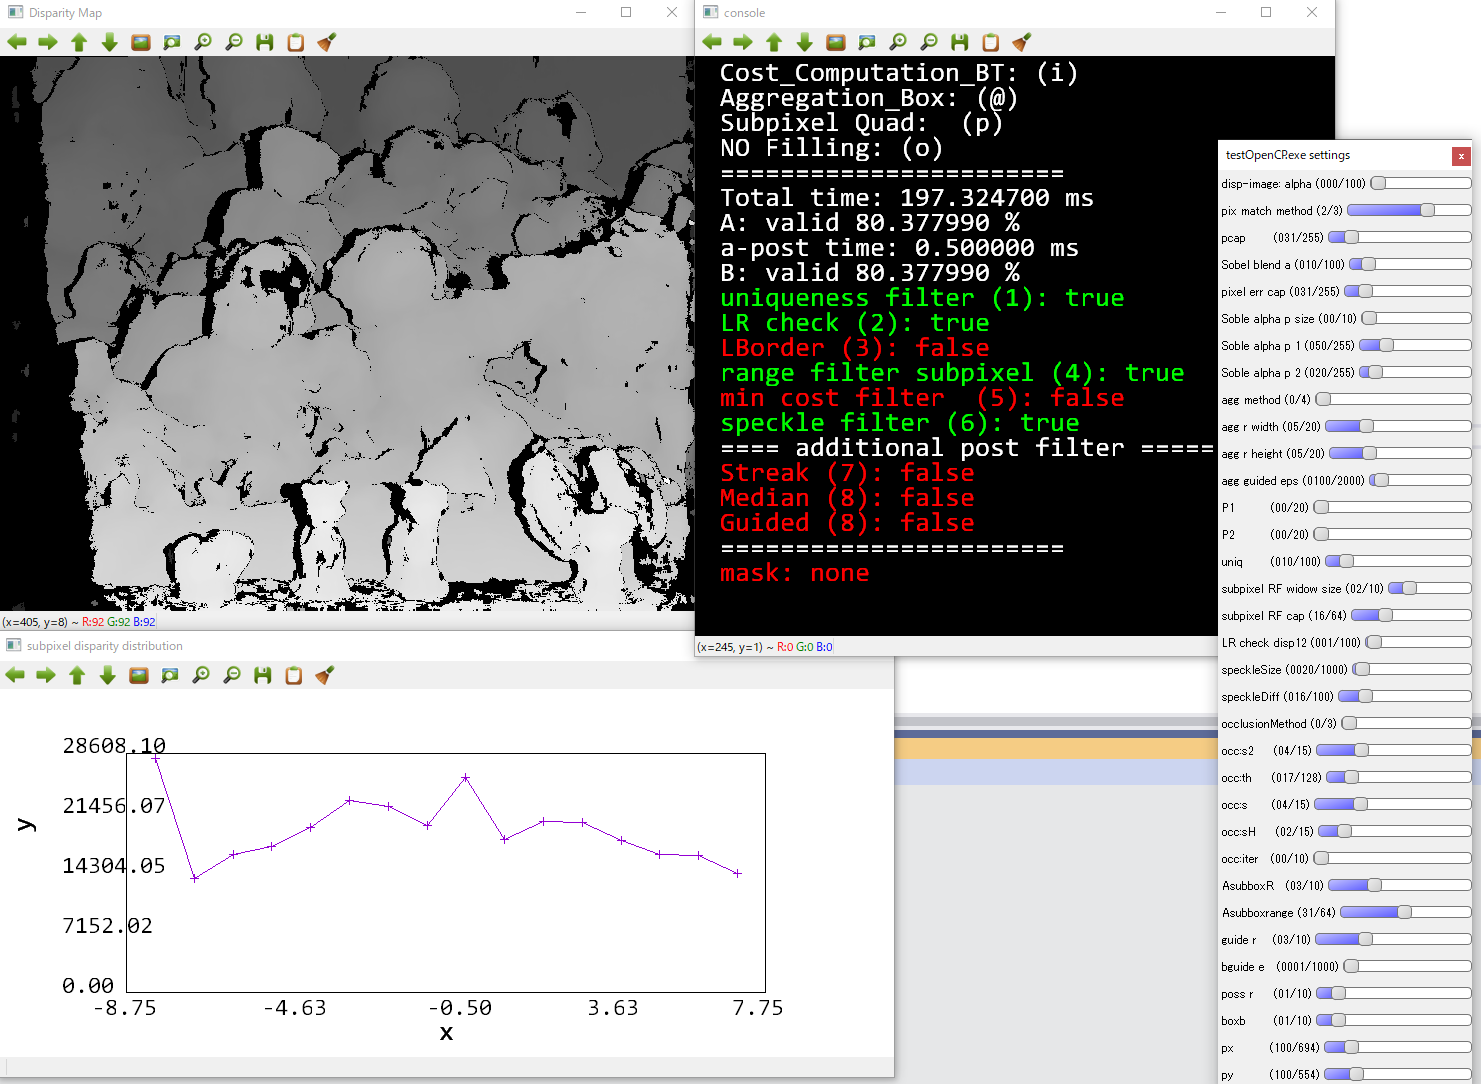 Disparity Map
(x=405, y=8) ~ R:92 G:92 B:92
console
Cost_Computation_BT: (i)
Aggregation_Box: (@)
Subpixel Quad:  (p)
NO Filling: (o)
=======================
Total time: 197.324700 ms
A: valid 80.377990 %
a-post time: 0.500000 ms
B: valid 80.377990 %
uniqueness filter (1): true
LR check (2): true
LBorder (3): false
range filter subpixel (4): true
min cost filter  (5): false
speckle filter (6): true
==== additional post filter =====
Streak (7): false
Median (8): false
Guided (8): false
=======================
mask: none
(x=245, y=1) ~ R:0 G:0 B:0
subpixel disparity distribution
28608.10
21456.07
14304.05
7152.02
0.00
y
-8.75 -4.63 -0.50 3.63 7.75
x
testOpenCP.exe settings
x
disp-image: alpha (000/100)
pix match method (2/3)
pcap (031/255)
Sobel blend a (010/100)
pixel err cap (031/255)
Soble alpha p size (00/10)
Soble alpha p 1 (050/255)
Soble alpha p 2 (020/255)
agg method (0/4)
agg r width (05/20)
agg r height (05/20)
agg guided eps (0100/2000)
P1 (00/20)
P2 (00/20)
uniq (010/100)
subpixel RF widow size (02/10)
subpixel RF cap (16/64)
LR check disp12 (001/100)
speckleSize (0020/1000)
speckleDiff (016/100)
occlusionMethod (0/3)
occ:s2 (04/15)
occ:th (017/128)
occ:s (04/15)
occ:sH (02/15)
occ:iter (00/10)
AsubboxR (03/10)
Asubboxrange (31/64)
guide r (03/10)
bguide e (0001/1000)
poss r (01/10)
boxb (01/10)
px (100/694)
py (100/554)